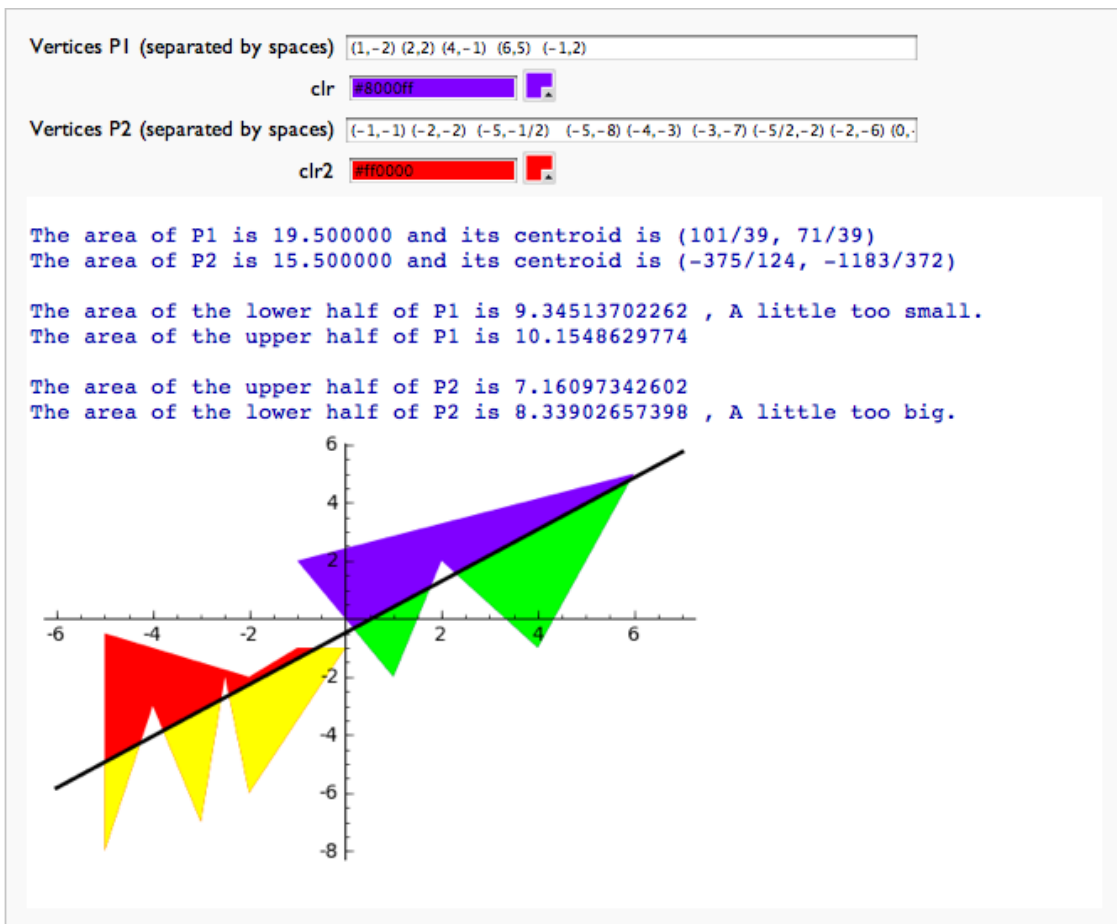 Vertices P1 (separated by spaces) (1,-2) (2,2) (4,-1)  (6,5)  (-1,2)
clr #8000ff
Vertices P2 (separated by spaces) (-1,-1) (-2,-2)  (-5,-1/2)   (-5,-8) (-4,-3)  (-3,-7) (-5/2,-2) (-2,-6) (0,-
clr2 #ff0000
The area of P1 is 19.500000 and its centroid is (101/39, 71/39)
The area of P2 is 15.500000 and its centroid is (-375/124, -1183/372)
The area of the lower half of P1 is 9.34513702262 , A little too small.
The area of the upper half of P1 is 10.1548629774
The area of the upper half of P2 is 7.16097342602
The area of the lower half of P2 is 8.33902657398 , A little too big.
6
4
2
-6 -4 -2 2 4 6
-2
-4
-6
-8